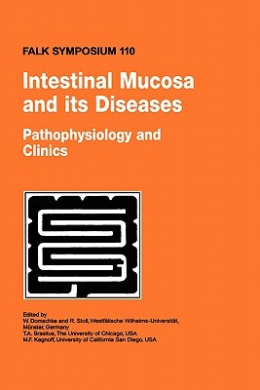 FALK SYMPOSIUM 110
Intestinal Mucosa
and its Diseases
Pathophysiology and
Clinics
Edited by
W. Domschke and R. Stoll, Westfälische Wilhelms-Universität,
Münster, Germany
T.A. Brasitus, The University of Chicago, USA
M.F. Kagnoff, University of California San Diego, USA